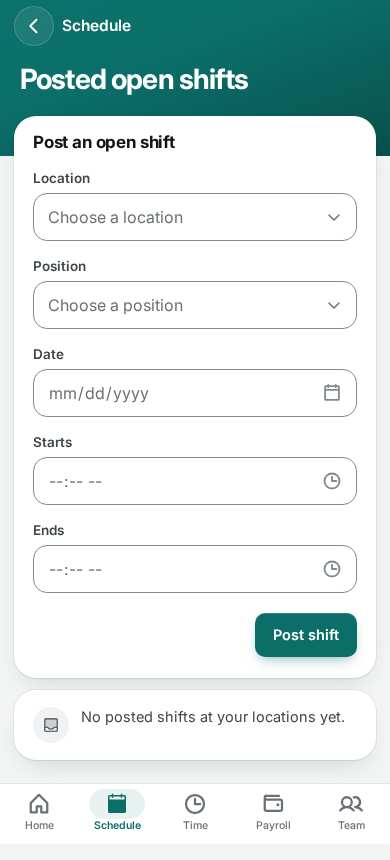 Schedule
Posted open shifts
Post an open shift
Location
Choose a location
Position
Choose a position
Date
mm/dd/yyyy
Starts
--:-- --
Ends
--:-- --
Post shift
No posted shifts at your locations yet.
Home
Schedule
Time
Payroll
Team